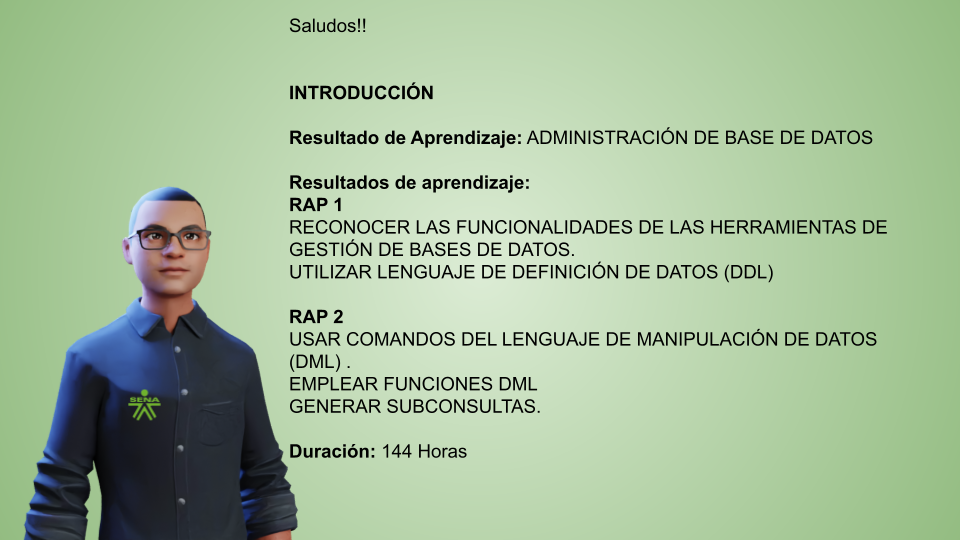 Saludos!!
INTRODUCCIÓN
Resultado de Aprendizaje: ADMINISTRACIÓN DE BASE DE DATOS
Resultados de aprendizaje:
RAP 1
RECONOCER LAS FUNCIONALIDADES DE LAS HERRAMIENTAS DE
GESTIÓN DE BASES DE DATOS.
UTILIZAR LENGUAJE DE DEFINICIÓN DE DATOS (DDL)
RAP 2
USAR COMANDOS DEL LENGUAJE DE MANIPULACIÓN DE DATOS
(DML) .
EMPLEAR FUNCIONES DML
GENERAR SUBCONSULTAS.
Duración: 144 Horas
SENA